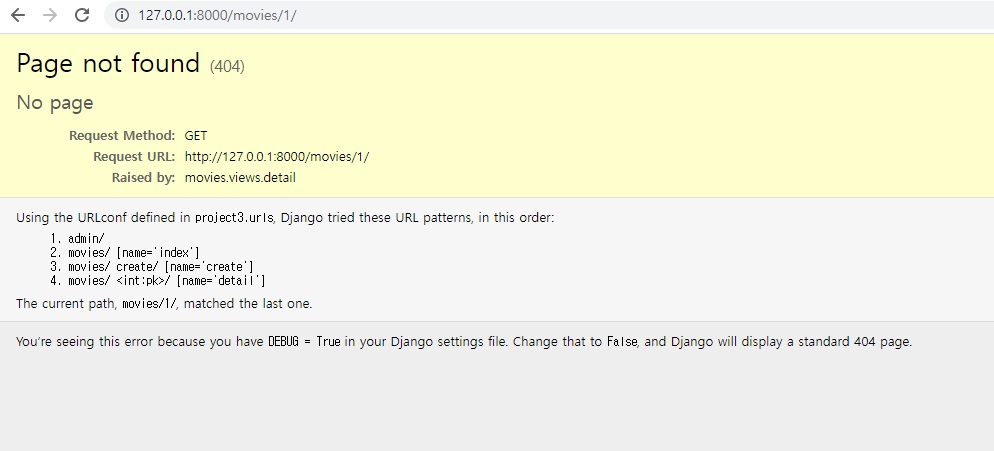 127.0.0.1:8000/movies/1/
Page not found (404)
No page
Request Method: GET
Request URL: http://127.0.0.1:8000/movies/1/
Raised by: movies.views.detail
Using the URLconf defined in project3.urls, Django tried these URL patterns, in this order:
1. admin/
2. movies/ [name='index']
3. movies/ create/ [name='create']
4. movies/ <int:pk>/ [name='detail']
The current path, movies/1/, matched the last one.
You're seeing this error because you have DEBUG = True in your Django settings file. Change that to False, and Django will display a standard 404 page.